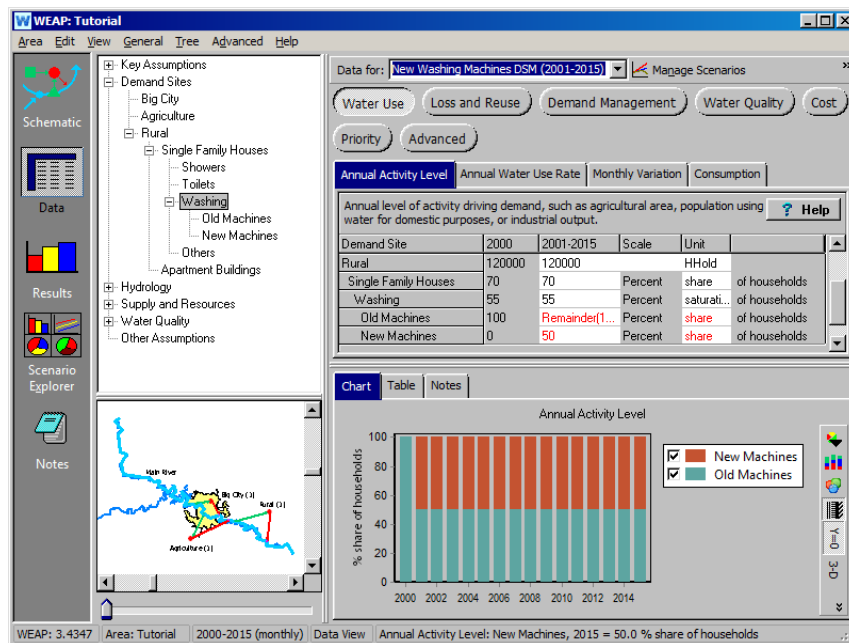 WEAP: Tutorial
Area Edit View General Tree Advanced Help
Schematic
Data
Results
Scenario
Explorer
Notes
Key Assumptions
Demand Sites
Big City
Agriculture
Rural
Single Family Houses
Showers
Toilets
Washing
Old Machines
New Machines
Others
Apartment Buildings
Hydrology
Supply and Resources
Water Quality
Other Assumptions
Main River
Big City (1)
Rural (1)
Agriculture (1)
Data for: New Washing Machines DSM (2001-2015) Manage Scenarios »
Water Use Loss and Reuse Demand Management Water Quality Cost
Priority Advanced
Annual Activity Level Annual Water Use Rate Monthly Variation Consumption
Annual level of activity driving demand, such as agricultural area, population using
water for domestic purposes, or industrial output.
? Help
Demand Site 2000 2001-2015 Scale Unit
Rural 120000 120000 HHold
Single Family Houses 70 70 Percent share of households
Washing 55 55 Percent saturati... of households
Old Machines 100 Remainder(1... Percent share of households
New Machines 0 50 Percent share of households
Chart Table Notes
Annual Activity Level
% share of households
100
80
60
40
20
0
2000 2002 2004 2006 2008 2010 2012 2014
New Machines
Old Machines
Y=0
3-D
WEAP: 3.4347 Area: Tutorial 2000-2015 (monthly) Data View Annual Activity Level: New Machines, 2015 = 50.0 % share of households